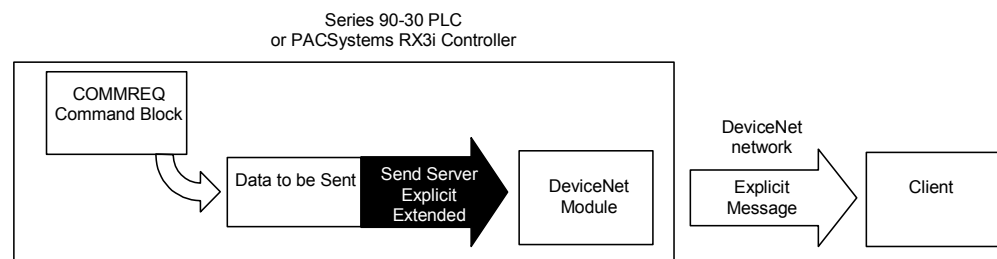 Series 90-30 PLC
or PACSystems RX3i Controller
COMMREQ
Command Block
Data to be Sent
Send Server
Explicit
Extended
DeviceNet
Module
DeviceNet
network
Explicit
Message
Client